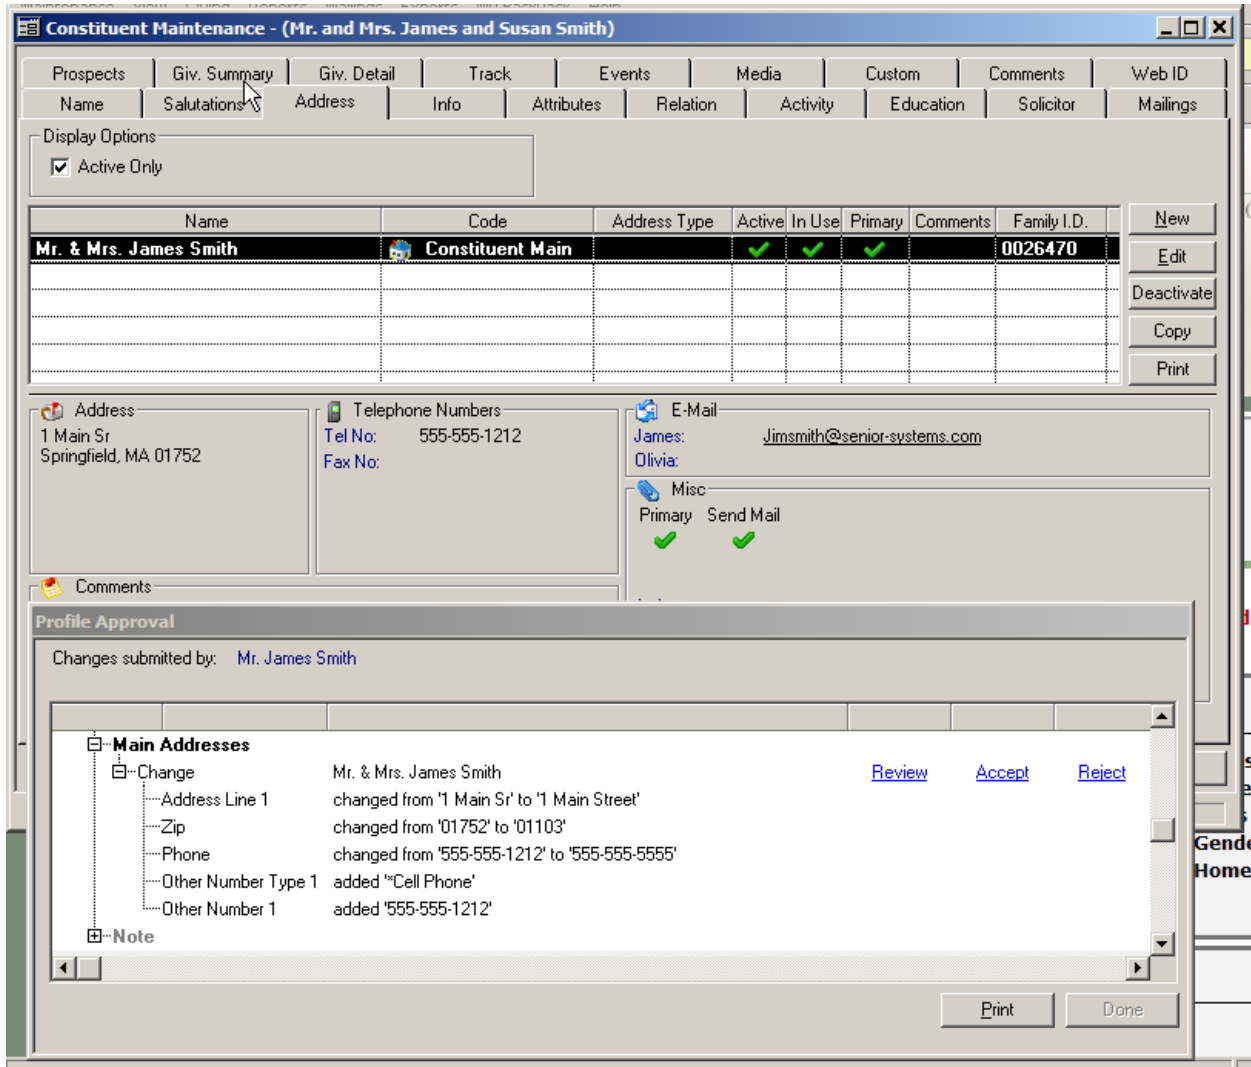 Constituent Maintenance - (Mr. and Mrs. James and Susan Smith)
Prospects Giv. Summary Giv. Detail Track Events Media Custom Comments Web ID
Name Salutations Address Info Attributes Relation Activity Education Solicitor Mailings
Display Options
Active Only
Name Code Address Type Active In Use Primary Comments Family I.D. New
Mr. & Mrs. James Smith Constituent Main 0026470
Edit
Deactivate
Copy
Print
Address Telephone Numbers E-Mail
1 Main Sr Tel No: 555-555-1212 James: Jimsmith@senior-systems.com
Springfield, MA 01752 Fax No: Olivia:
Misc
Primary Send Mail
Comments
Profile Approval
Changes submitted by: Mr. James Smith
Main Addresses
Change Mr. & Mrs. James Smith Review Accept Reject
Address Line 1 changed from '1 Main Sr' to '1 Main Street'
Zip changed from '01752' to '01103'
Phone changed from '555-555-1212' to '555-555-5555'
Other Number Type 1 added '*Cell Phone'
Other Number 1 added '555-555-1212'
Note
Print Done
Gende
Home